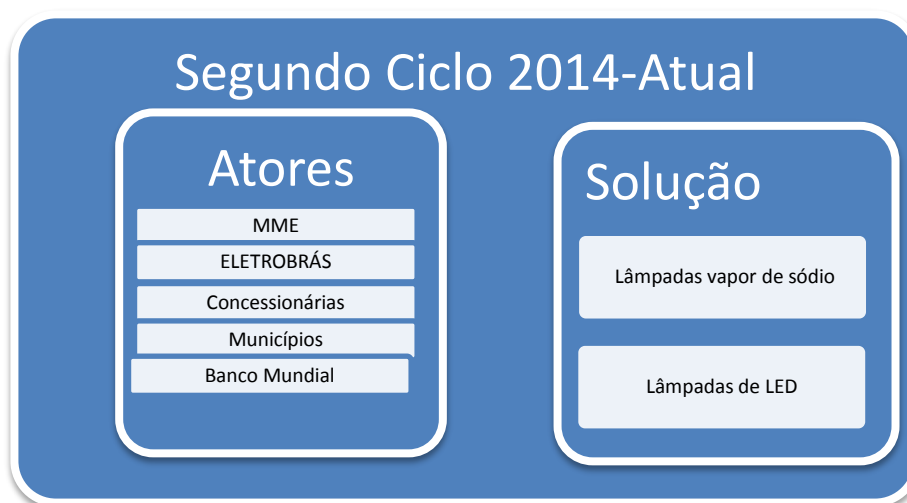 Segundo Ciclo 2014-Atual
Atores
MME
ELETROBRÁS
Concessionárias
Municípios
Banco Mundial
Solução
Lâmpadas vapor de sódio
Lâmpadas de LED